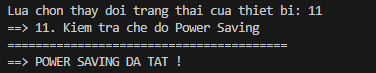 Lua chon thay doi trang thai cua thiet bi: 11
==> 11. Kiem tra che do Power Saving
========================================
==> POWER SAVING DA TAT !